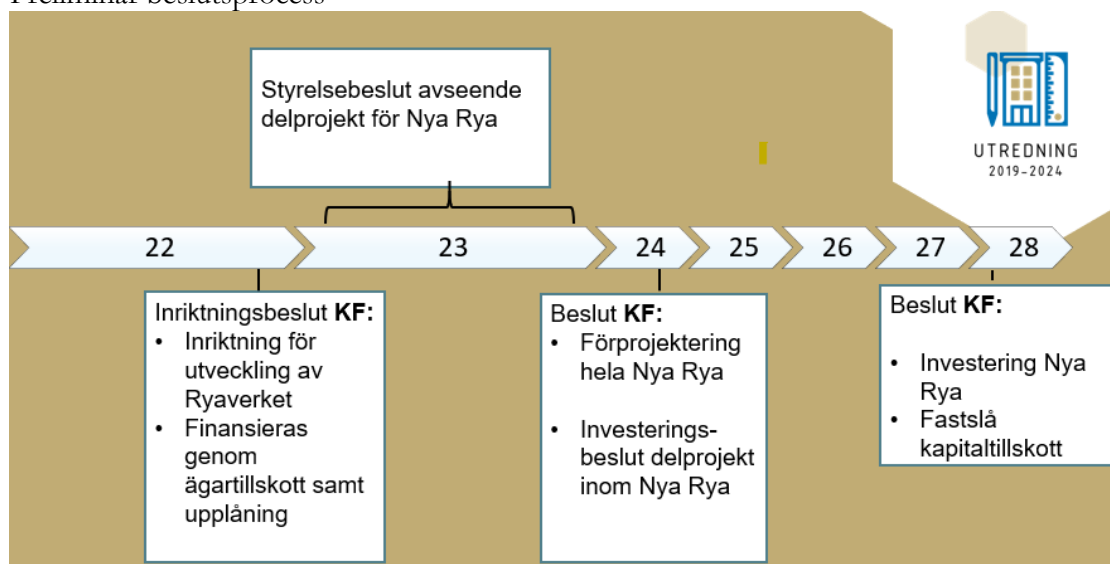 Preliminär beslutsprocess
Styrelsebeslut avseende
delprojekt för Nya Rya
UTREDNING
2019-2024
22
23
24
25
26
27
28
Inriktningsbeslut KF:
• Inriktning för
utveckling av
Ryaverket
• Finansieras
genom
ägartillskott samt
upplåning
Beslut KF:
• Förprojektering
hela Nya Rya
• Investerings-
beslut delprojekt
inom Nya Rya
Beslut KF:
• Investering Nya
Rya
• Fastslå
kapitaltillskott